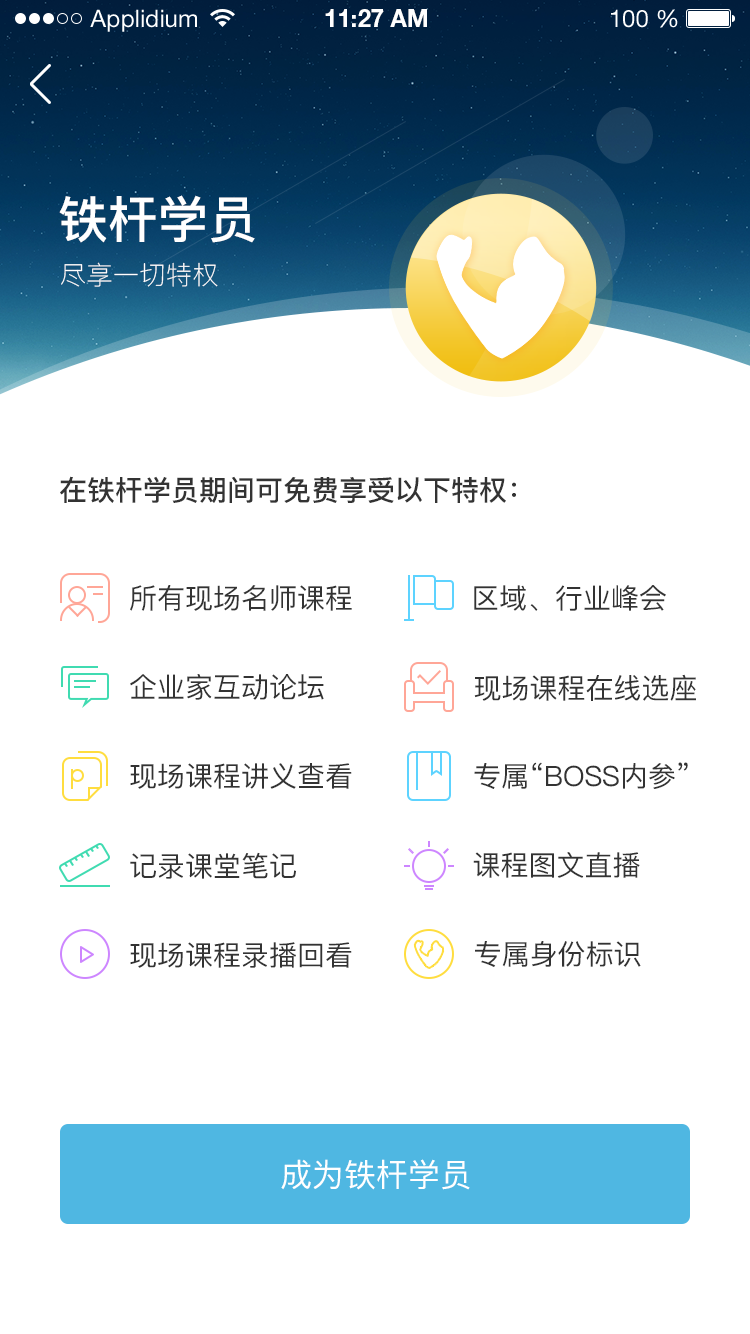 Applidium 11:27 AM 100 %
铁杆学员
尽享一切特权
在铁杆学员期间可免费享受以下特权：
所有现场名师课程 区域、行业峰会
企业家互动论坛 现场课程在线选座
p 现场课程讲义查看 专属“BOSS内参”
记录课堂笔记 课程图文直播
现场课程录播回看 专属身份标识
成为铁杆学员